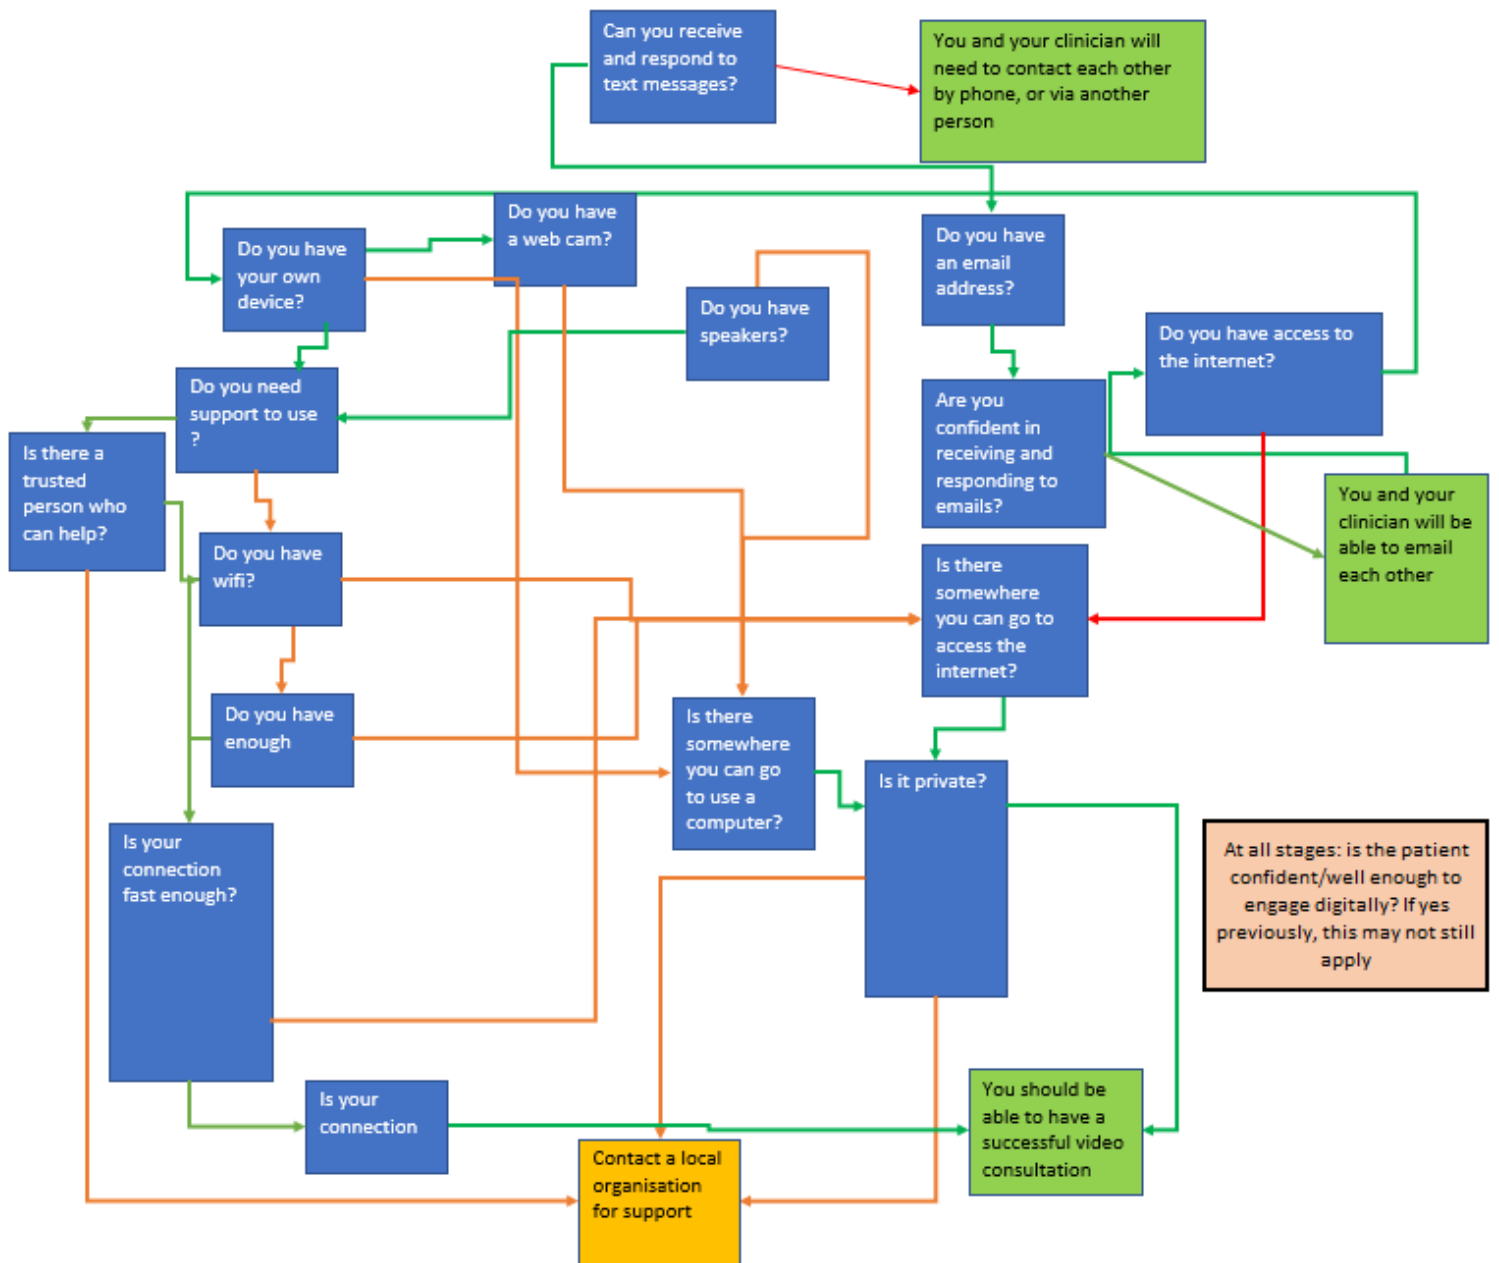 Can you receive
and respond to
text messages?
You and your clinician will
need to contact each other
by phone, or via another
person
Do you have
a web cam?
Do you have
your own
device?
Do you have
an email
address?
Do you have
speakers?
Do you have access to
the internet?
Do you need
support to use
?
Are you
confident in
receiving and
responding to
emails?
Is there a
trusted
person who
can help?
You and your
clinician will be
able to email
each other
Do you have
wifi?
Is there
somewhere
you can go to
access the
internet?
Do you have
enough
Is there
somewhere
you can go
to use a
computer?
Is it private?
Is your
connection
fast enough?
At all stages: is the patient
confident/well enough to
engage digitally? If yes
previously, this may not still
apply
Is your
connection
You should be
able to have a
successful video
consultation
Contact a local
organisation
for support